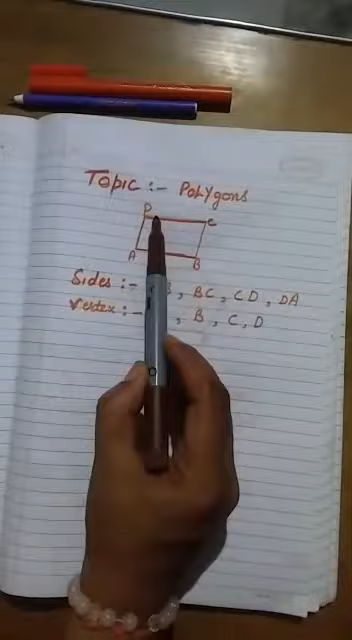 Topic :- Polygons
D C
A B
Sides :- B, BC, CD, DA
Vertex :- , B, C, D